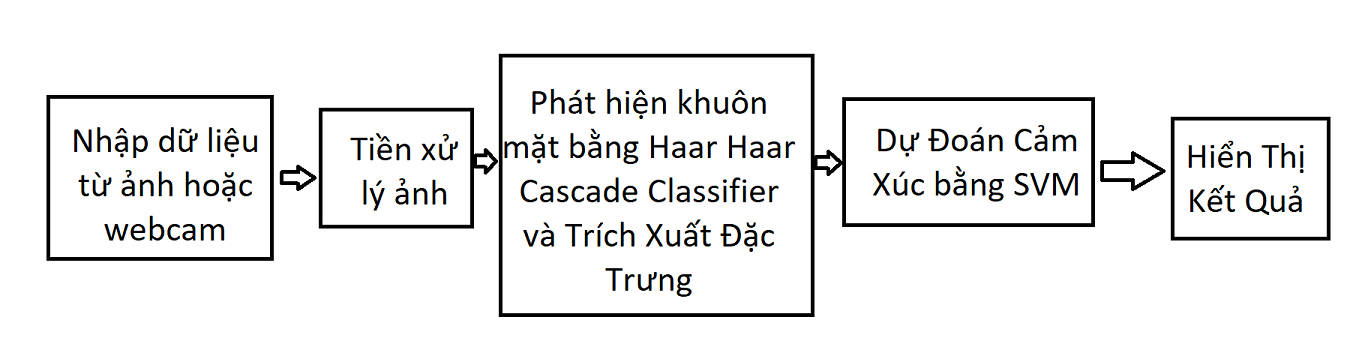 Nhập dữ liệu
từ ảnh hoặc
webcam
Tiền xử
lý ảnh
Phát hiện khuôn
mặt bằng Haar Haar
Cascade Classifier
và Trích Xuất Đặc
Trưng
Dự Đoán Cảm
Xúc bằng SVM
Hiển Thị
Kết Quả